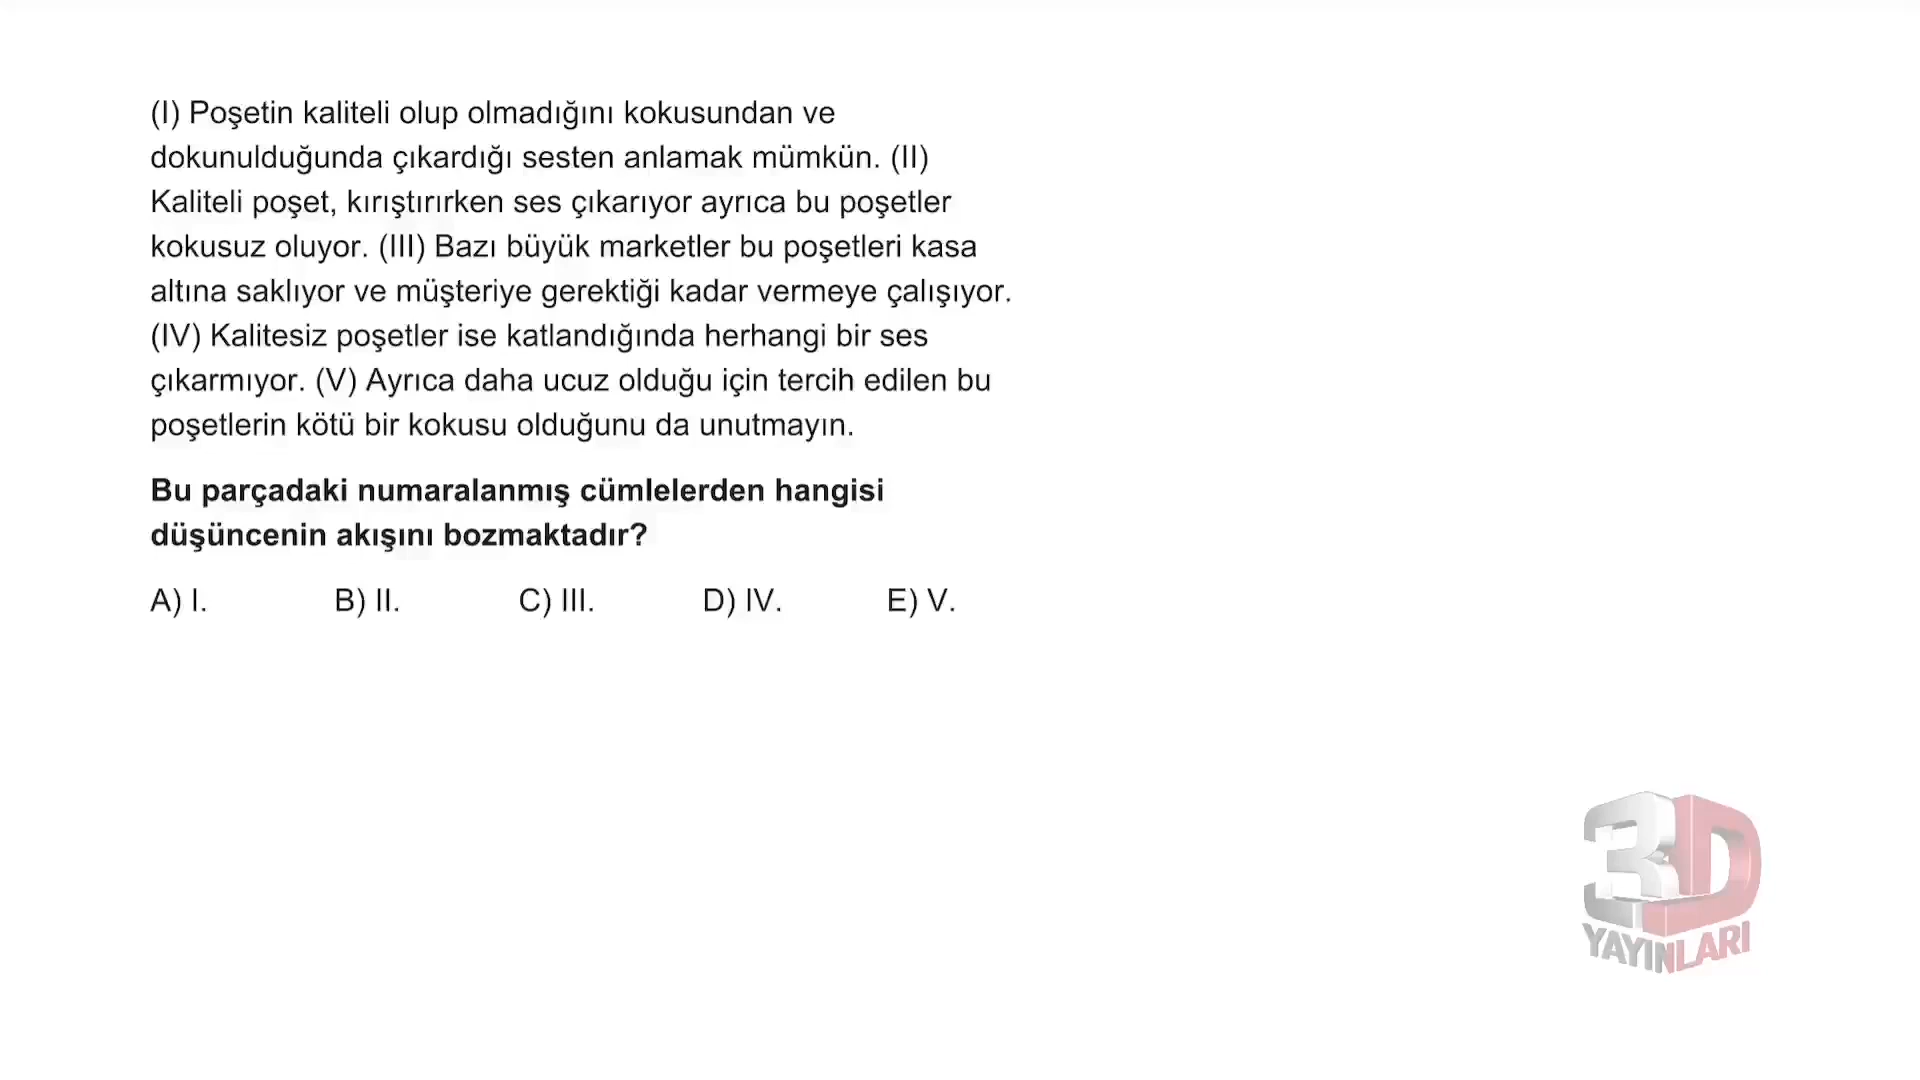 (I) Poşetin kaliteli olup olmadığını kokusundan ve
dokunulduğunda çıkardığı sesten anlamak mümkün. (II)
Kaliteli poşet, kırıştırırken ses çıkarıyor ayrıca bu poşetler
kokusuz oluyor. (III) Bazı büyük marketler bu poşetleri kasa
altına saklıyor ve müşteriye gerektiği kadar vermeye çalışıyor.
(IV) Kalitesiz poşetler ise katlandığında herhangi bir ses
çıkarmıyor. (V) Ayrıca daha ucuz olduğu için tercih edilen bu
poşetlerin kötü bir kokusu olduğunu da unutmayın.
Bu parçadaki numaralanmış cümlelerden hangisi
düşüncenin akışını bozmaktadır?
A) I. B) II. C) III. D) IV. E) V.
3D
YAYINLARI